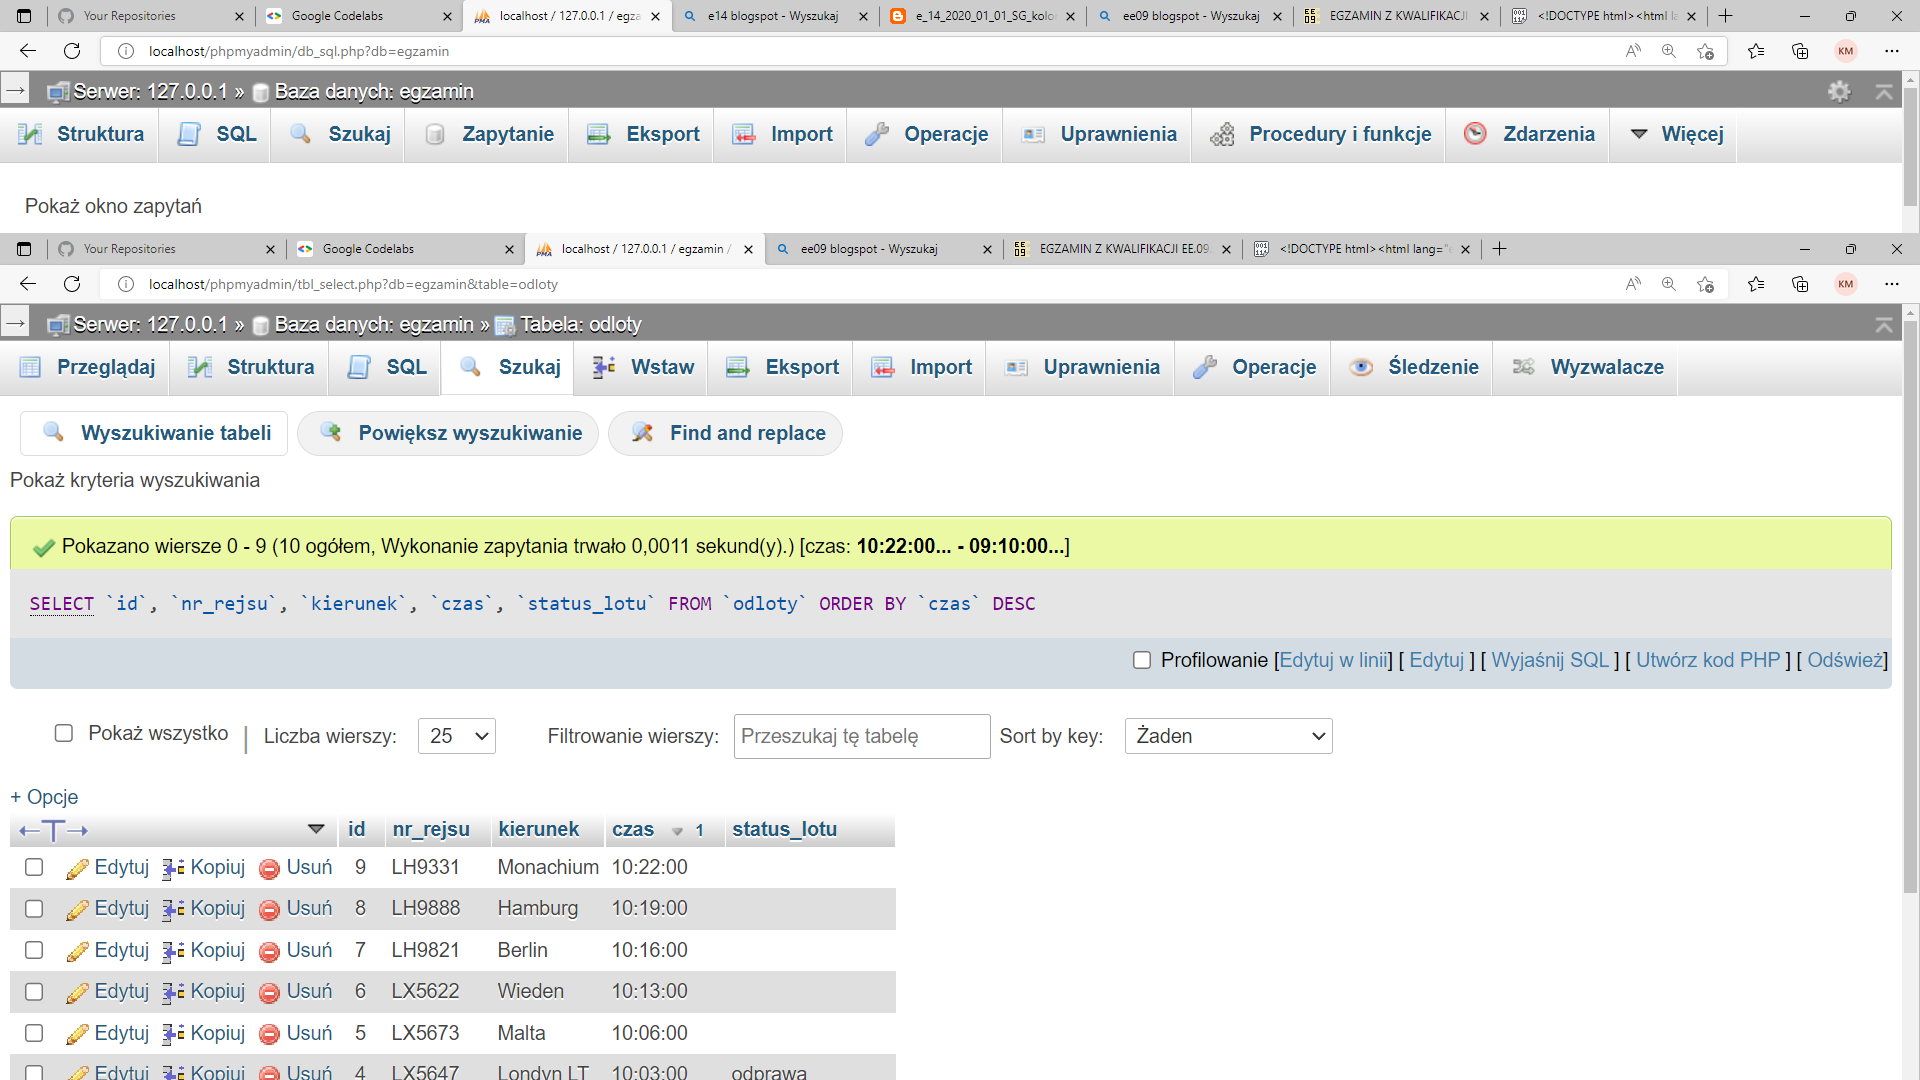 Your Repositories Google Codelabs localhost / 127.0.0.1 / egza e14 blogspot - Wyszukaj e_14_2020_01_01_SG_kolo ee09 blogspot - Wyszukaj EGZAMIN Z KWALIFIKACJI <!DOCTYPE html><html la
localhost/phpmyadmin/db_sql.php?db=egzamin KM
Serwer: 127.0.0.1 » Baza danych: egzamin
Struktura SQL Szukaj Zapytanie Eksport Import Operacje Uprawnienia Procedury i funkcje Zdarzenia Więcej
Pokaż okno zapytań
Your Repositories Google Codelabs localhost / 127.0.0.1 / egzamin / ee09 blogspot - Wyszukaj EGZAMIN Z KWALIFIKACJI EE.09. <!DOCTYPE html><html lang="
localhost/phpmyadmin/tbl_select.php?db=egzamin&table=odloty KM
Serwer: 127.0.0.1 » Baza danych: egzamin » Tabela: odloty
Przeglądaj Struktura SQL Szukaj Wstaw Eksport Import Uprawnienia Operacje Śledzenie Wyzwalacze
Wyszukiwanie tabeli Powiększ wyszukiwanie Find and replace
Pokaż kryteria wyszukiwania
Pokazano wiersze 0 - 9 (10 ogółem, Wykonanie zapytania trwało 0,0011 sekund(y).) [czas: 10:22:00... - 09:10:00...]
SELECT `id`, `nr_rejsu`, `kierunek`, `czas`, `status_lotu` FROM `odloty` ORDER BY `czas` DESC
Profilowanie [Edytuj w linii] [ Edytuj ] [ Wyjaśnij SQL ] [ Utwórz kod PHP ] [ Odśwież]
Pokaż wszystko | Liczba wierszy: 25 Filtrowanie wierszy: Przeszukaj tę tabelę Sort by key: Żaden
+ Opcje
←T→ id nr_rejsu kierunek czas 1 status_lotu
Edytuj Kopiuj Usuń 9 LH9331 Monachium 10:22:00
Edytuj Kopiuj Usuń 8 LH9888 Hamburg 10:19:00
Edytuj Kopiuj Usuń 7 LH9821 Berlin 10:16:00
Edytuj Kopiuj Usuń 6 LX5622 Wieden 10:13:00
Edytuj Kopiuj Usuń 5 LX5673 Malta 10:06:00
Edytuj Kopiuj Usuń 4 LX5647 Londyn LT 10:03:00 odprawa